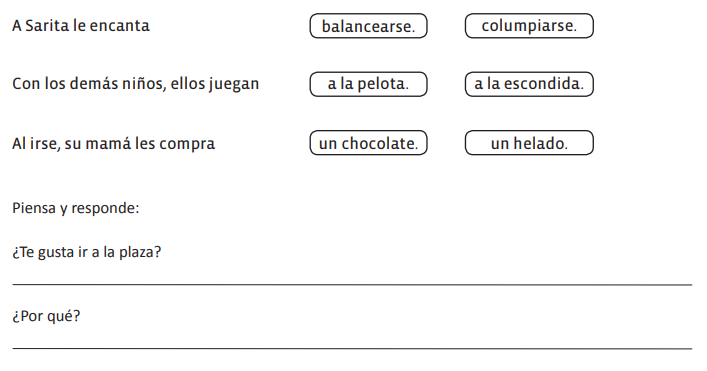 A Sarita le encanta balancearse. columpiarse.
Con los demás niños, ellos juegan a la pelota. a la escondida.
Al irse, su mamá les compra un chocolate. un helado.
Piensa y responde:
¿Te gusta ir a la plaza?
¿Por qué?